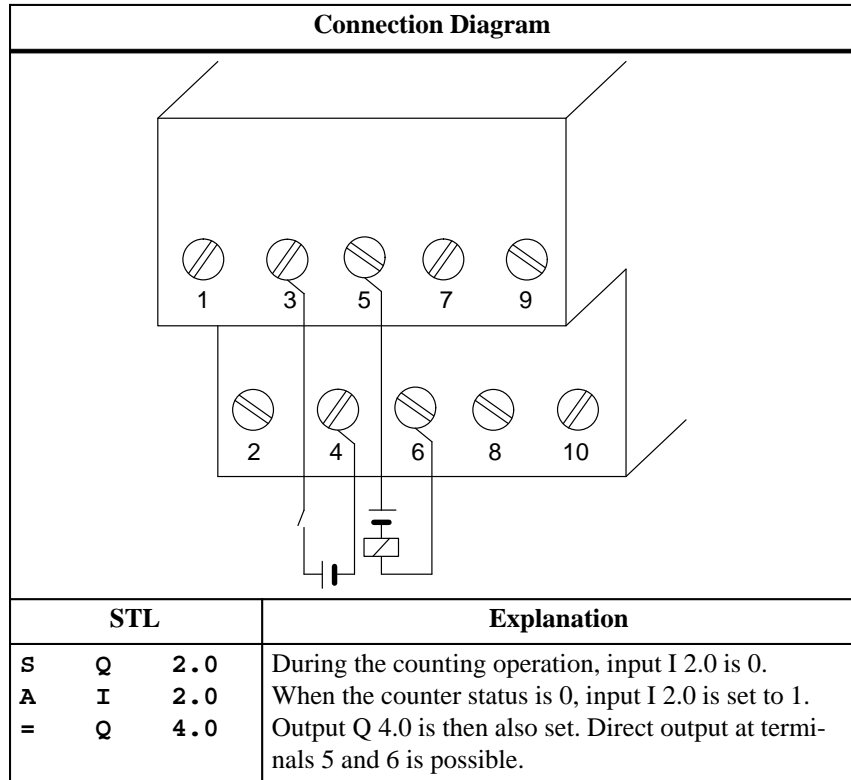 Connection Diagram
1 3 5 7 9
2 4 6 8 10
STL Explanation
S Q 2.0 During the counting operation, input I 2.0 is 0.
A I 2.0 When the counter status is 0, input I 2.0 is set to 1.
= Q 4.0 Output Q 4.0 is then also set. Direct output at termi-
nals 5 and 6 is possible.